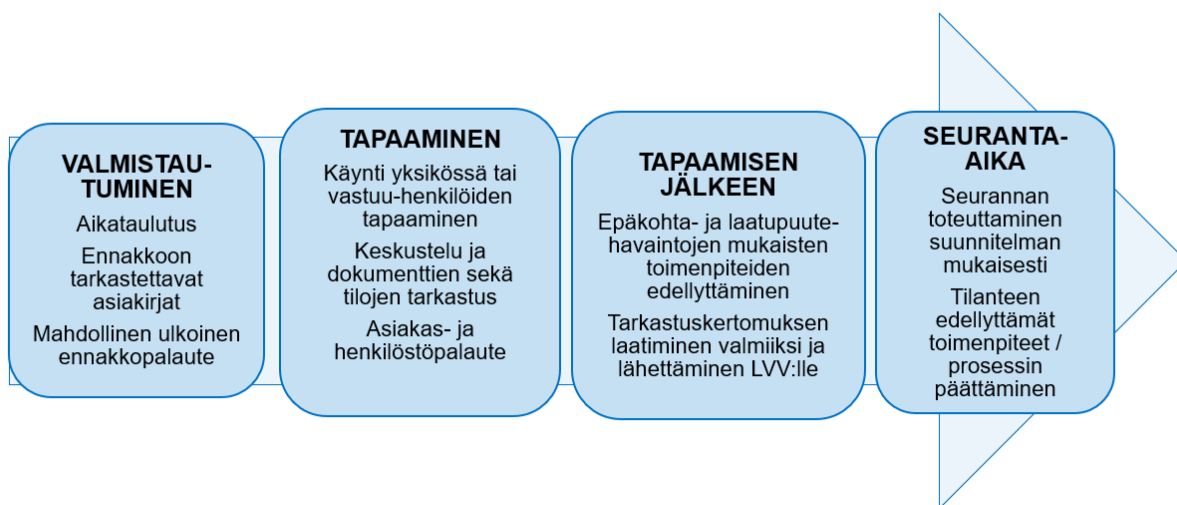 VALMISTAU-
TUMINEN
Aikataulutus
Ennakkoon
tarkastettavat
asiakirjat
Mahdollinen ulkoinen
ennakkopalaute
TAPAAMINEN
Käynti yksikössä tai
vastuu-henkilöiden
tapaaminen
Keskustelu ja
dokumenttien sekä
tilojen tarkastus
Asiakas- ja
henkilöstöpalaute
TAPAAMISEN
JÄLKEEN
Epäkohta- ja laatupuute-
havaintojen mukaisten
toimenpiteiden
edellyttäminen
Tarkastuskertomuksen
laatiminen valmiiksi ja
lähettäminen LVV:lle
SEURANTA-
AIKA
Seurannan
toteuttaminen
suunnitelman
mukaisesti
Tilanteen
edellyttämät
toimenpiteet /
prosessin
päättäminen